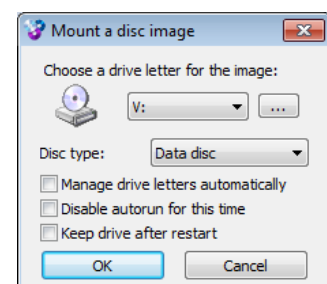 Mount a disc image
Choose a drive letter for the image:
V:
...
Disc type:
Data disc
Manage drive letters automatically
Disable autorun for this time
Keep drive after restart
OK
Cancel